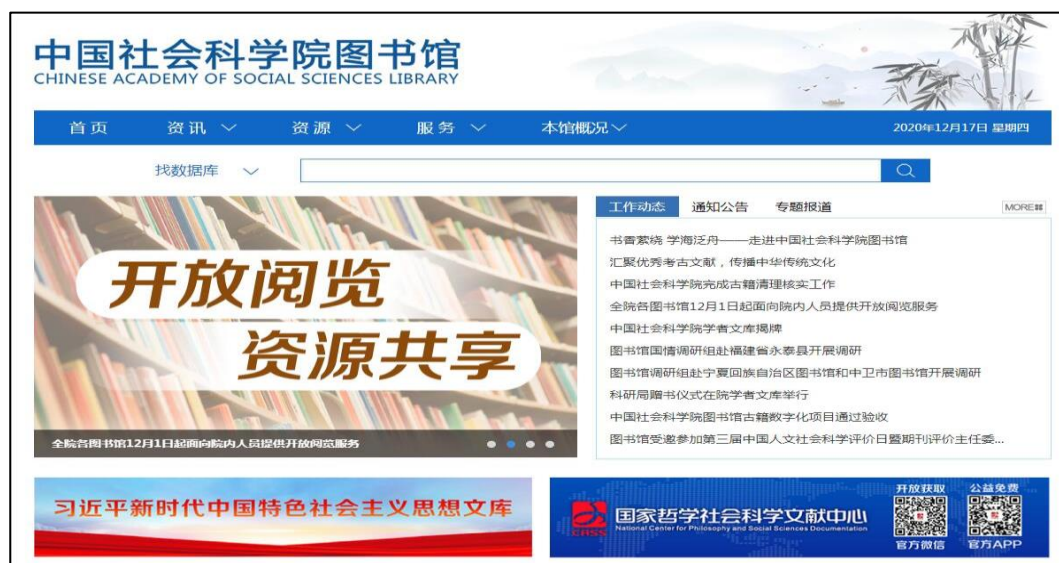 中国社会科学院图书馆
CHINESE ACADEMY OF SOCIAL SCIENCES LIBRARY
首页 资讯 资源 服务 本馆概况 2020年12月17日 星期四
找数据库
工作动态 通知公告 专题报道 MORE
书香萦绕 学海泛舟——走进中国社会科学院图书馆
汇聚优秀考古文献，传播中华传统文化
中国社会科学院完成古籍清理核实工作
全院各图书馆12月1日起面向院内人员提供开放阅览服务
中国社会科学院学者文库揭牌
图书馆国情调研组赴福建省永泰县开展调研
图书馆调研组赴宁夏回族自治区图书馆和中卫市图书馆开展调研
科研局赠书仪式在院学者文库举行
中国社会科学院图书馆古籍数字化项目通过验收
图书馆受邀参加第三届中国人文社会科学评价日暨期刊评价主任委...
开放阅览
资源共享
全院各图书馆12月1日起面向院内人员提供开放阅览服务
习近平新时代中国特色社会主义思想文库
CASS
国家哲学社会科学文献中心
National Center for Philosophy and Social Sciences Documentation
开放获取 公益免费
官方微信 官方APP